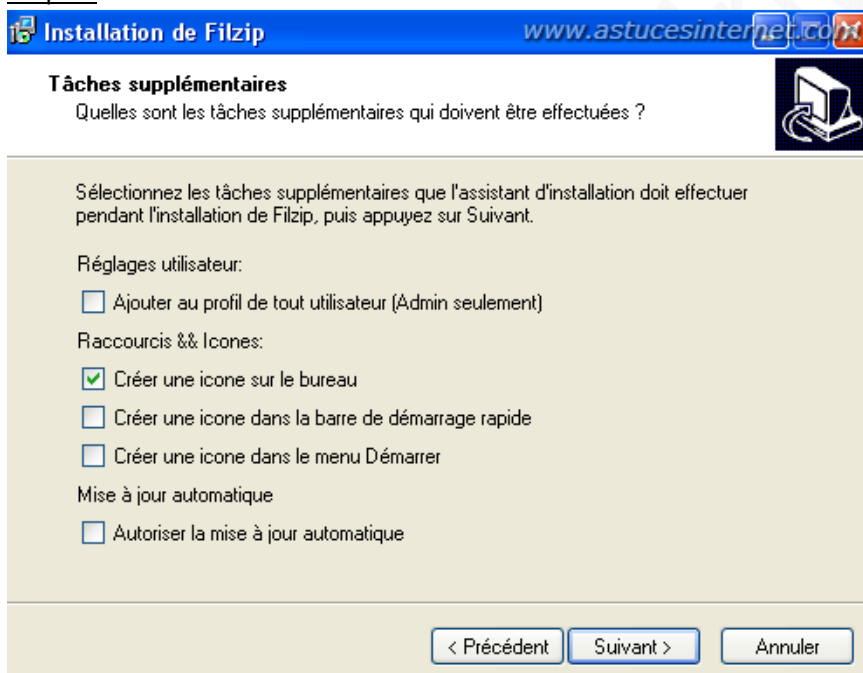 Installation de Filzip
www.astucesinternet.com
Tâches supplémentaires
Quelles sont les tâches supplémentaires qui doivent être effectuées ?
Sélectionnez les tâches supplémentaires que l'assistant d'installation doit effectuer
pendant l'installation de Filzip, puis appuyez sur Suivant.
Réglages utilisateur:
Ajouter au profil de tout utilisateur (Admin seulement)
Raccourcis && Icones:
Créer une icone sur le bureau
Créer une icone dans la barre de démarrage rapide
Créer une icone dans le menu Démarrer
Mise à jour automatique
Autoriser la mise à jour automatique
< Précédent
Suivant >
Annuler